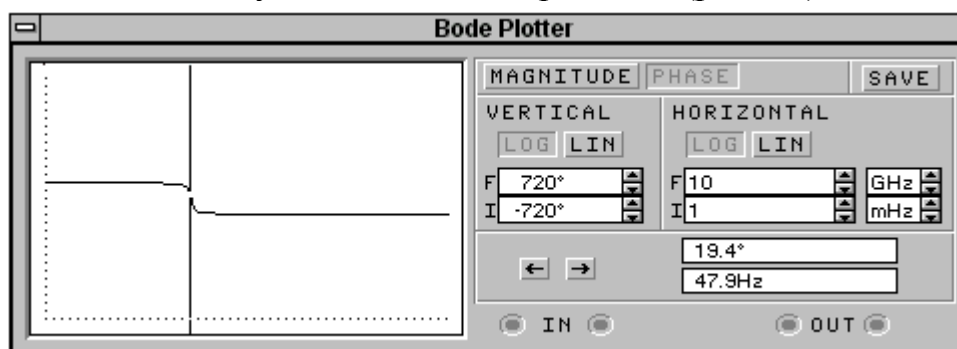 Bode Plotter
MAGNITUDE PHASE SAVE
VERTICAL HORIZONTAL
LOG LIN LOG LIN
F 720° F 10 GHz
I -720° I 1 mHz
← →
19.4°
47.9Hz
IN OUT